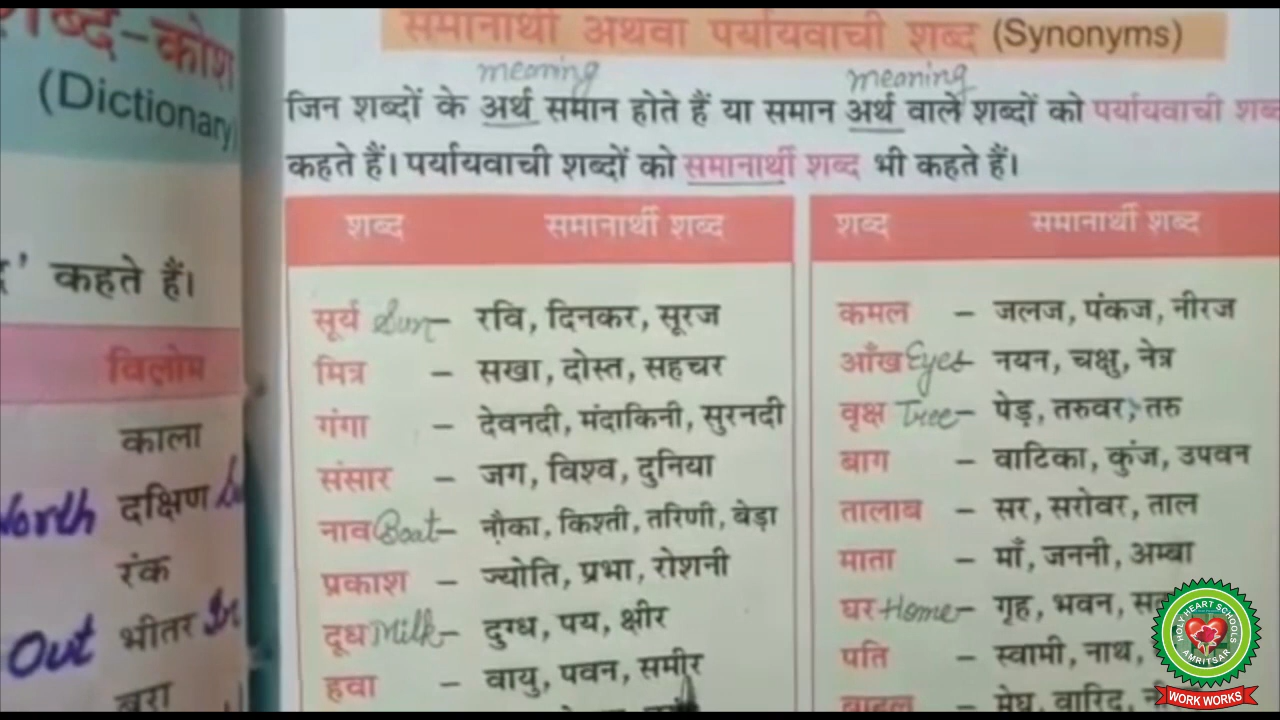 शब्द-कोश
(Dictionary)
' कहते हैं।
विलोम
काला
North दक्षिण
रंक
Out भीतर In
बुरा
समानार्थी अथवा पर्यायवाची शब्द (Synonyms)
meaning meaning
जिन शब्दों के अर्थ समान होते हैं या समान अर्थ वाले शब्दों को पर्यायवाची
कहते हैं। पर्यायवाची शब्दों को समानार्थी शब्द भी कहते हैं।
शब्द समानार्थी शब्द
सूर्य Sun – रवि, दिनकर, सूरज
मित्र – सखा, दोस्त, सहचर
गंगा – देवनदी, मंदाकिनी, सुरनदी
संसार – जग, विश्व, दुनिया
नाव Boat – नौका, किश्ती, तरिणी, बेड़ा
प्रकाश – ज्योति, प्रभा, रोशनी
दूध Milk – दुग्ध, पय, क्षीर
हवा – वायु, पवन, समीर
शब्द समानार्थी शब्द
कमल – जलज, पंकज, नीरज
आँख Eyes – नयन, चक्षु, नेत्र
वृक्ष Tree – पेड़, तरुवर, तरु
बाग – वाटिका, कुंज, उपवन
तालाब – सर, सरोवर, ताल
माता – माँ, जननी, अम्बा
घर Home – गृह, भवन,
पति – स्वामी, नाथ,
बादल – मेघ, वारिद,
HOLY HEART SCHOOLS
AMRITSAR
WORK WORKS